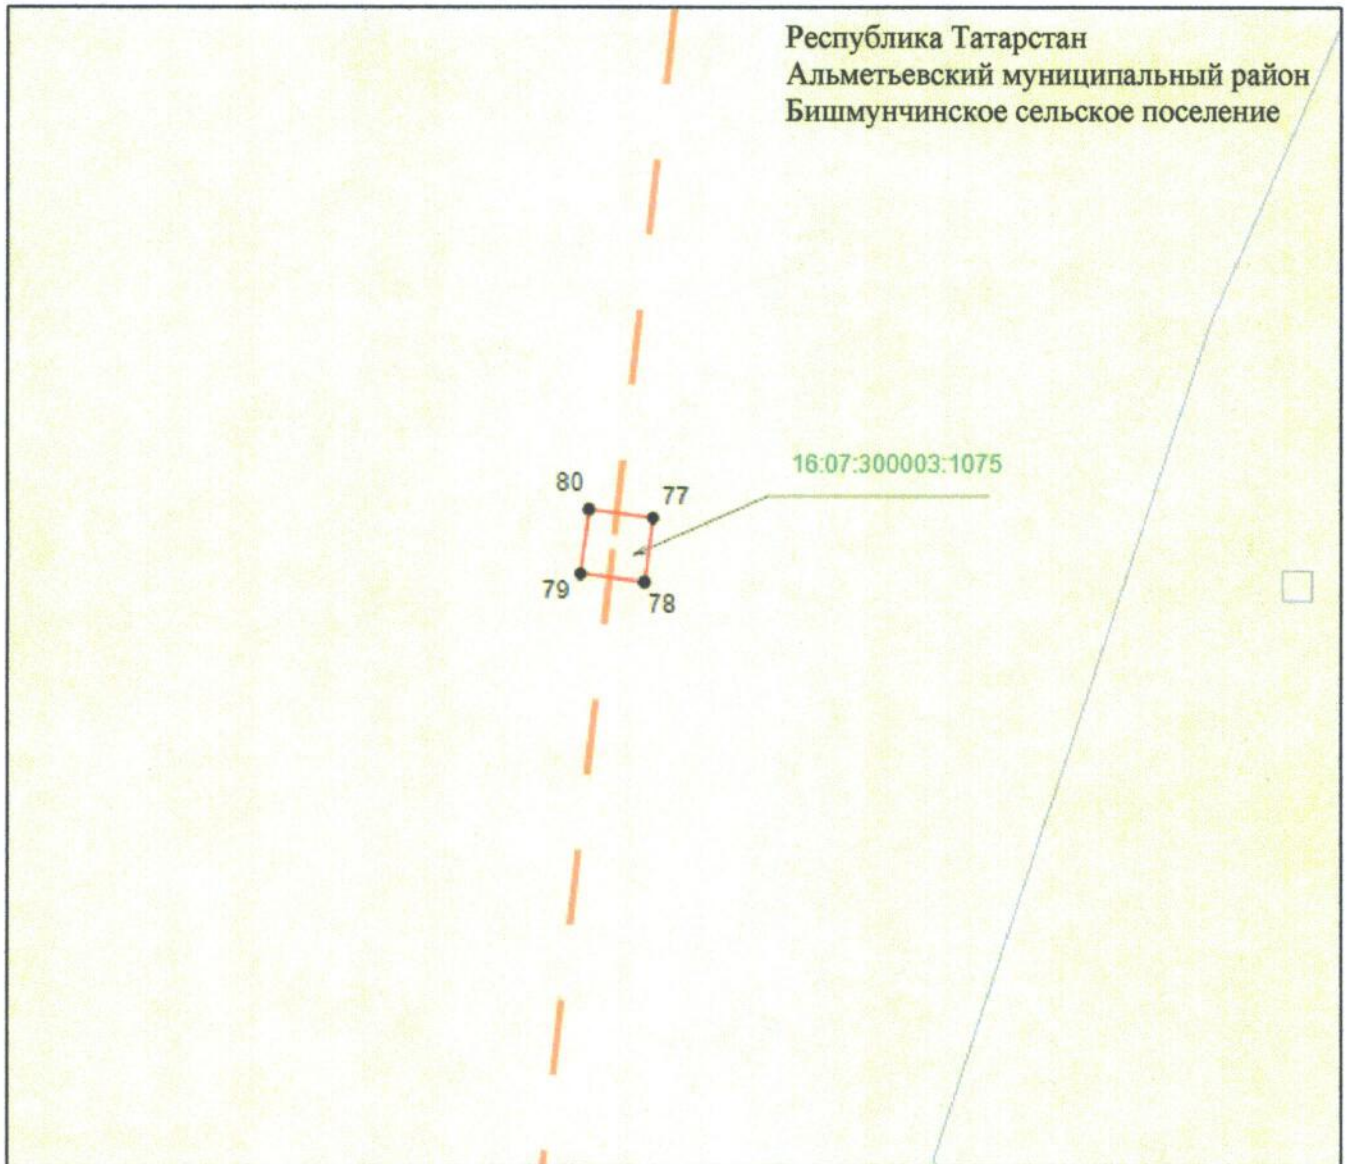 Республика Татарстан
Альметьевский муниципальный район
Бишмунчинское сельское поселение
16:07:300003:1075
80
77
79
78